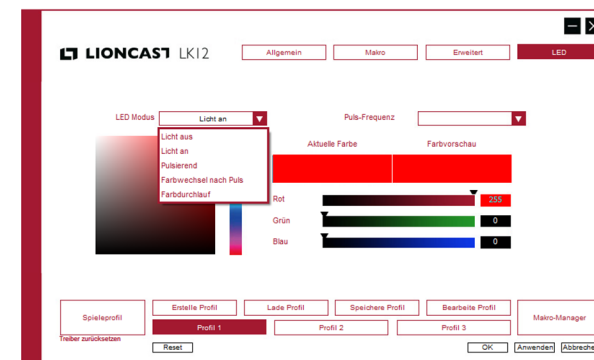 LIONCAST LK12
Allgemein
Makro
Erweitert
LED
LED Modus
Licht an
Puls-Frequenz
Licht aus
Licht an
Pulsierend
Farbwechsel nach Puls
Farbdurchlauf
Aktuelle Farbe
Farbvorschau
Rot
255
Grün
0
Blau
0
Spieleprofil
Erstelle Profil
Lade Profil
Speichere Profil
Bearbeite Profil
Makro-Manager
Profil 1
Profil 2
Profil 3
Treiber zurücksetzen
Reset
OK
Anwenden
Abbreche